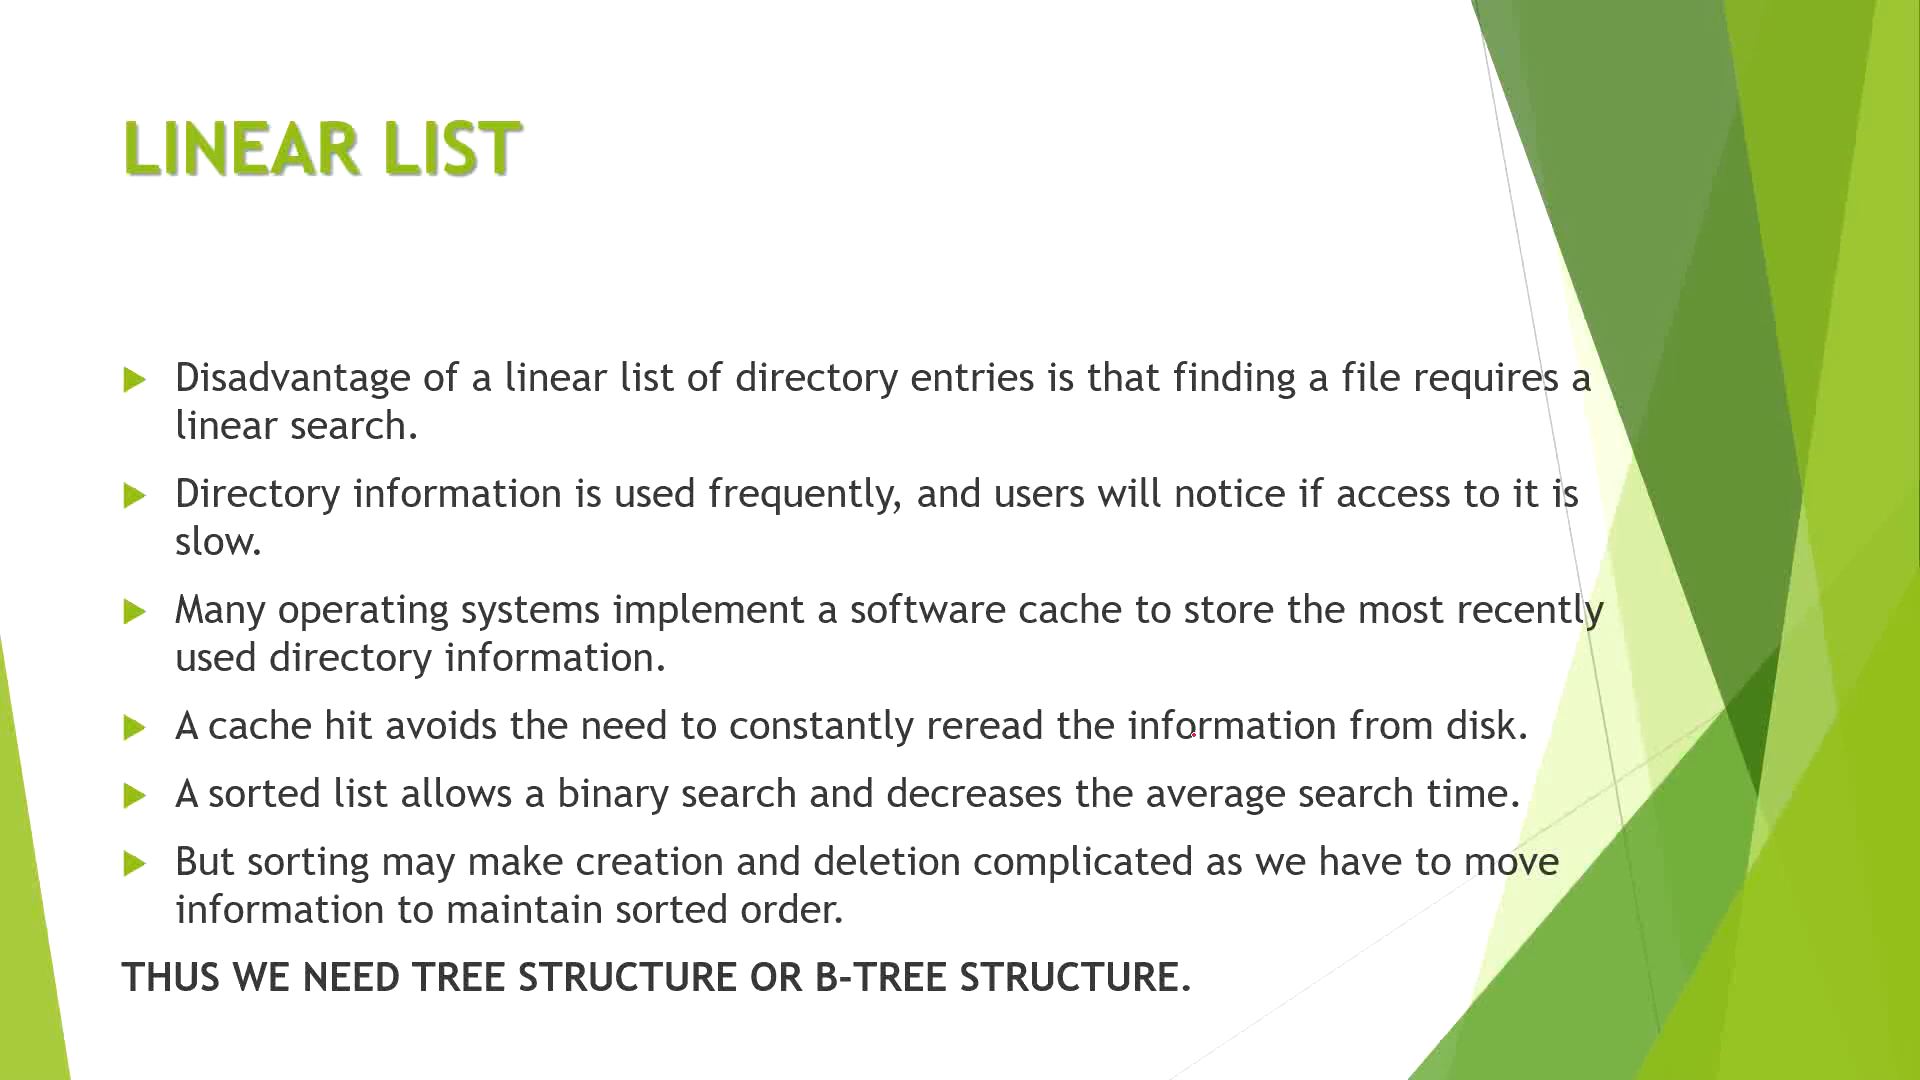 LINEAR LIST
Disadvantage of a linear list of directory entries is that finding a file requires a
linear search.
Directory information is used frequently, and users will notice if access to it is
slow.
Many operating systems implement a software cache to store the most recently
used directory information.
A cache hit avoids the need to constantly reread the information from disk.
A sorted list allows a binary search and decreases the average search time.
But sorting may make creation and deletion complicated as we have to move
information to maintain sorted order.
THUS WE NEED TREE STRUCTURE OR B-TREE STRUCTURE.